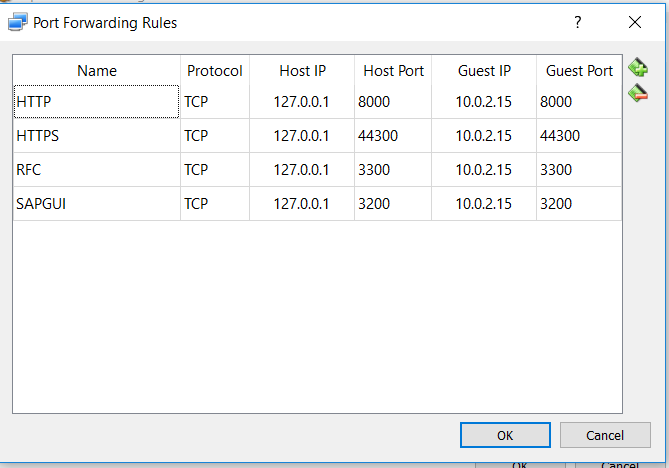 Port Forwarding Rules ?
Name Protocol Host IP Host Port Guest IP Guest Port
HTTP TCP 127.0.0.1 8000 10.0.2.15 8000
HTTPS TCP 127.0.0.1 44300 10.0.2.15 44300
RFC TCP 127.0.0.1 3300 10.0.2.15 3300
SAPGUI TCP 127.0.0.1 3200 10.0.2.15 3200
OK Cancel
OK Cancel